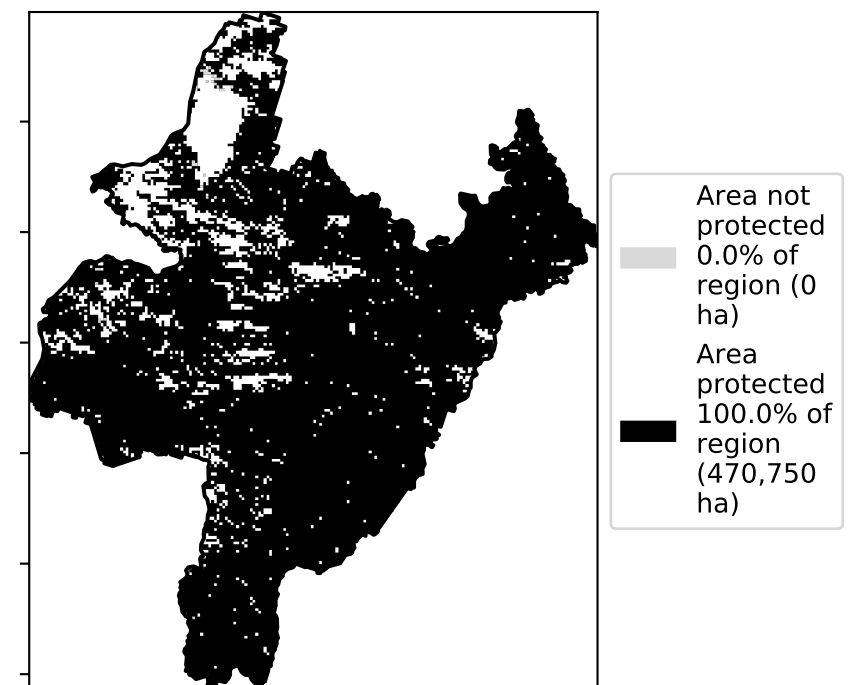 Area not
protected
0.0% of
region (0
ha)
Area
protected
100.0% of
region
(470,750
ha)